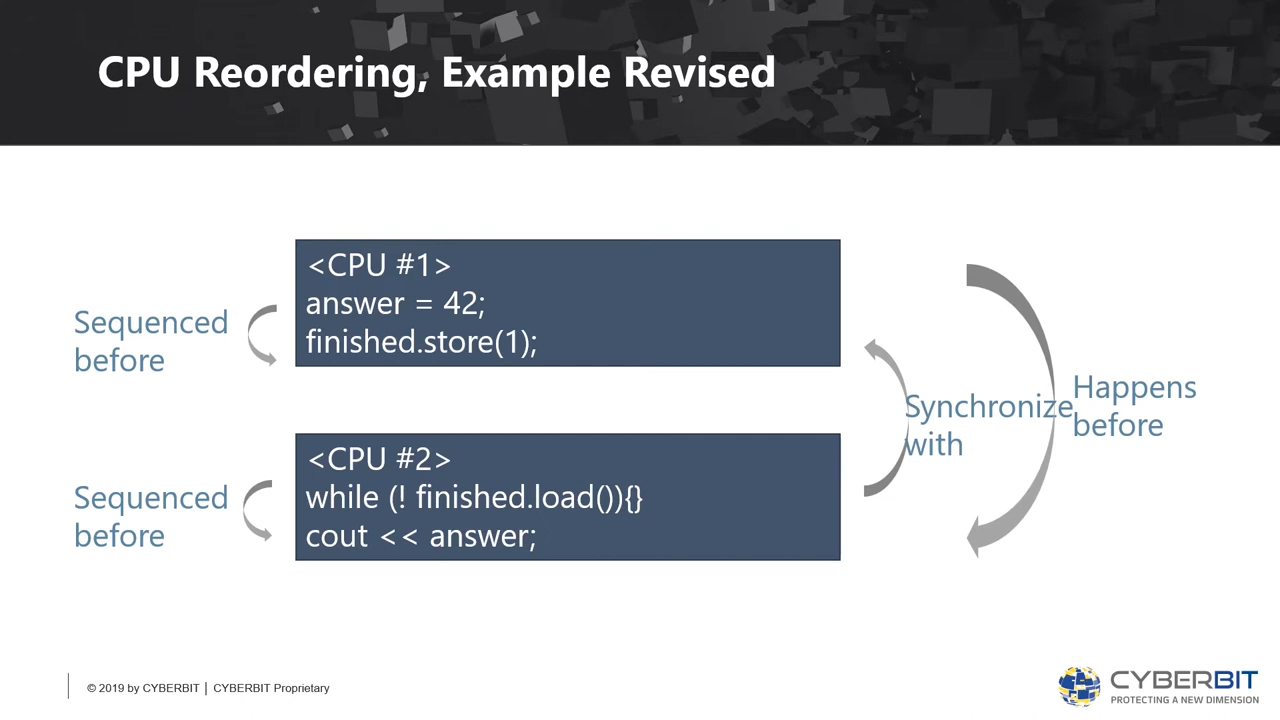 CPU Reordering, Example Revised
<CPU #1>
answer = 42;
finished.store(1);
Sequenced
before
<CPU #2>
while (! finished.load()){}
cout << answer;
Sequenced
before
Synchronize
with
Happens
before
© 2019 by CYBERBIT | CYBERBIT Proprietary
CYBERBIT
PROTECTING A NEW DIMENSION